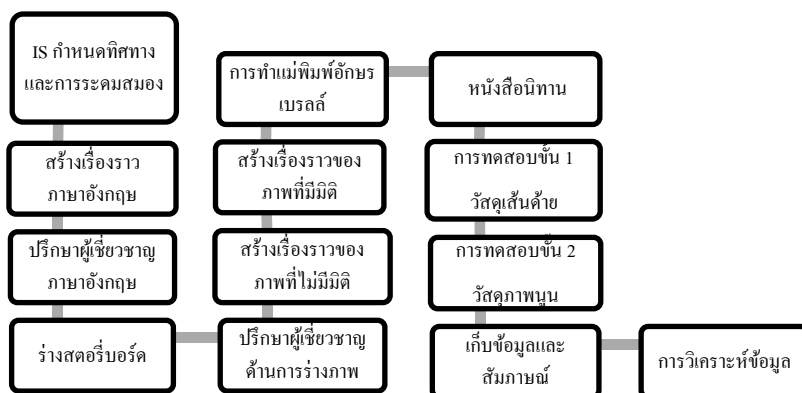 IS กำหนดทิศทาง
และการระดมสมอง
สร้างเรื่องราว
ภาษาอังกฤษ
ปรึกษาผู้เชี่ยวชาญ
ภาษาอังกฤษ
ร่างสตอรี่บอร์ด
ปรึกษาผู้เชี่ยวชาญ
ด้านการร่างภาพ
สร้างเรื่องราวของ
ภาพที่ไม่มีมิติ
สร้างเรื่องราวของ
ภาพที่มีมิติ
การทำแม่พิมพ์อักษร
เบรลล์
หนังสือนิทาน
การทดสอบขั้น 1
วัสดุเส้นด้าย
การทดสอบขั้น 2
วัสดุภาพนูน
เก็บข้อมูลและ
สัมภาษณ์
การวิเคราะห์ข้อมูล